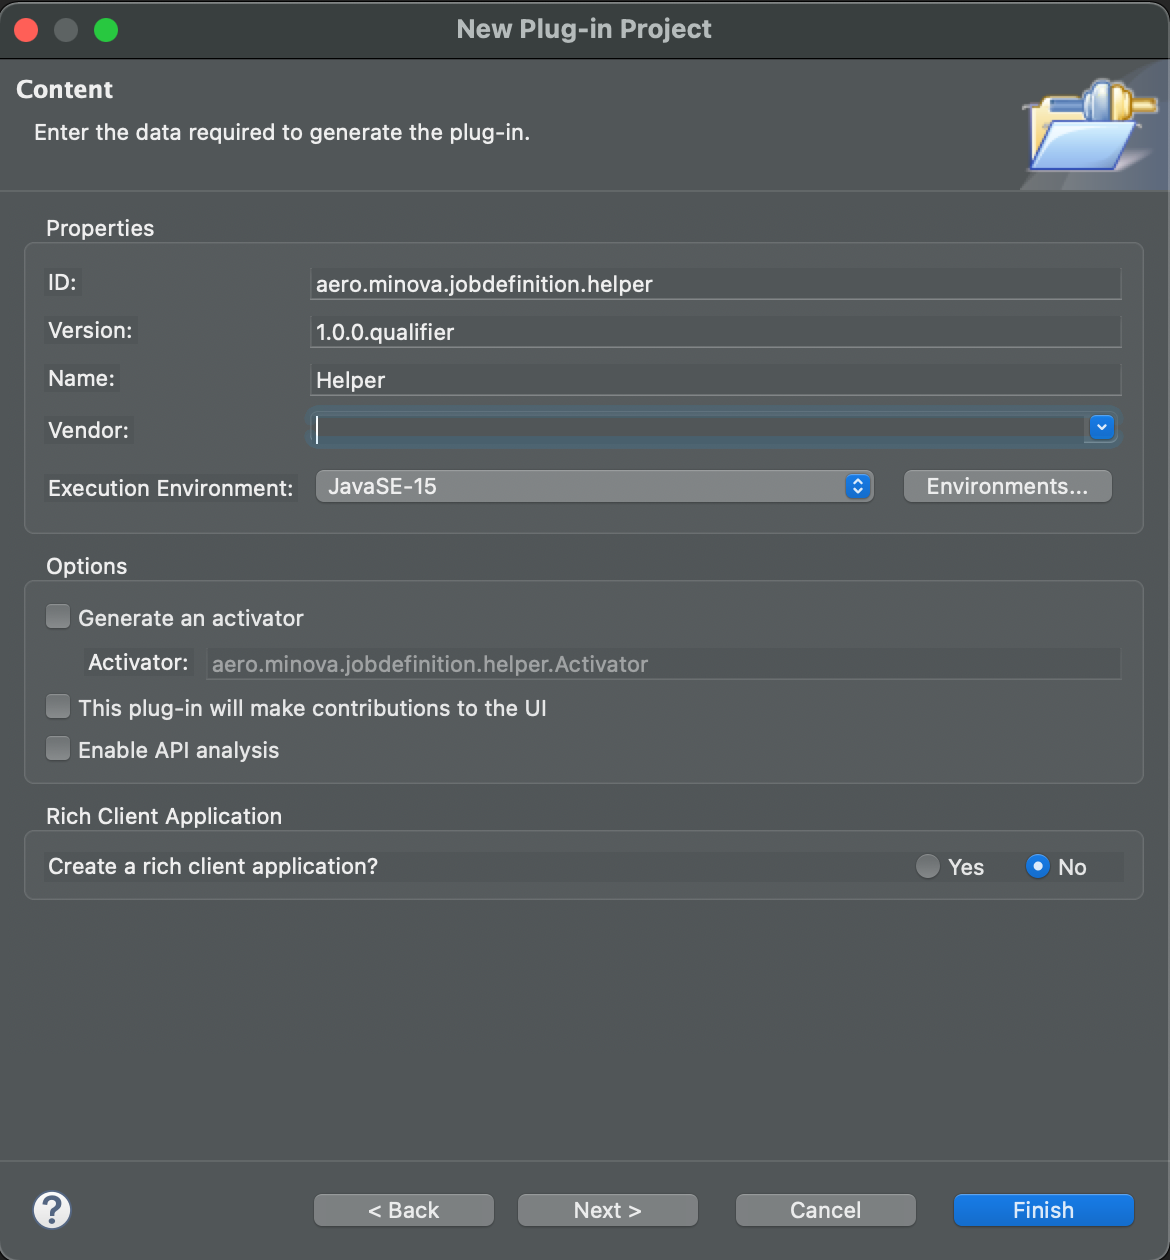 New Plug-in Project
Content
Enter the data required to generate the plug-in.
Properties
ID: aero.minova.jobdefinition.helper
Version: 1.0.0.qualifier
Name: Helper
Vendor:
Execution Environment: JavaSE-15 Environments...
Options
Generate an activator
Activator: aero.minova.jobdefinition.helper.Activator
This plug-in will make contributions to the UI
Enable API analysis
Rich Client Application
Create a rich client application? Yes No
? < Back Next > Cancel Finish